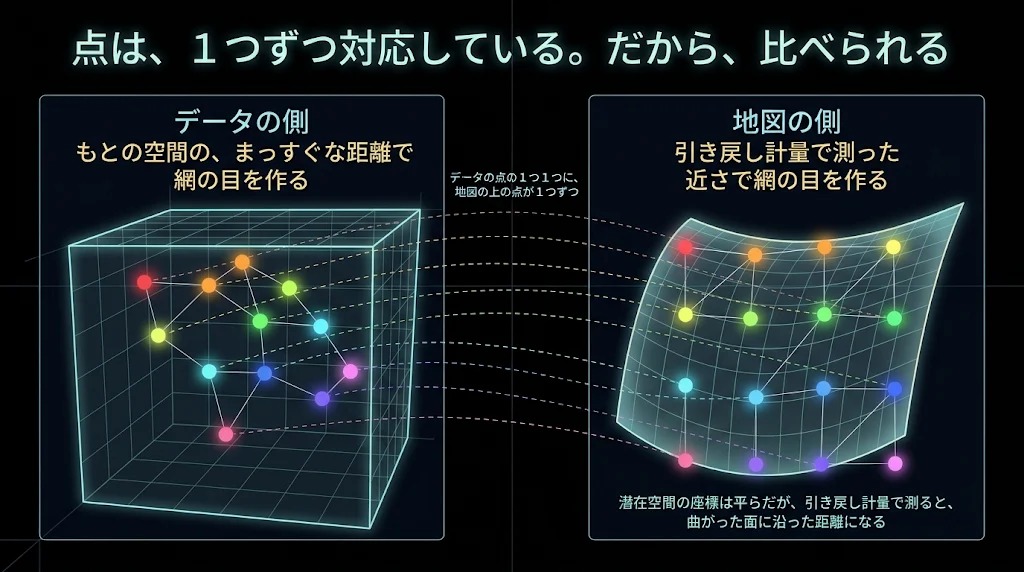 点は、１つずつ対応している。だから、比べられる
データの側
もとの空間の、まっすぐな距離で
網の目を作る
データの点の１つ１つに、
地図の上の点が１つずつ
地図の側
引き戻し計量で測った
近さで網の目を作る
潜在空間の座標は平らだが、引き戻し計量で測ると、
曲がった面に沿った距離になる